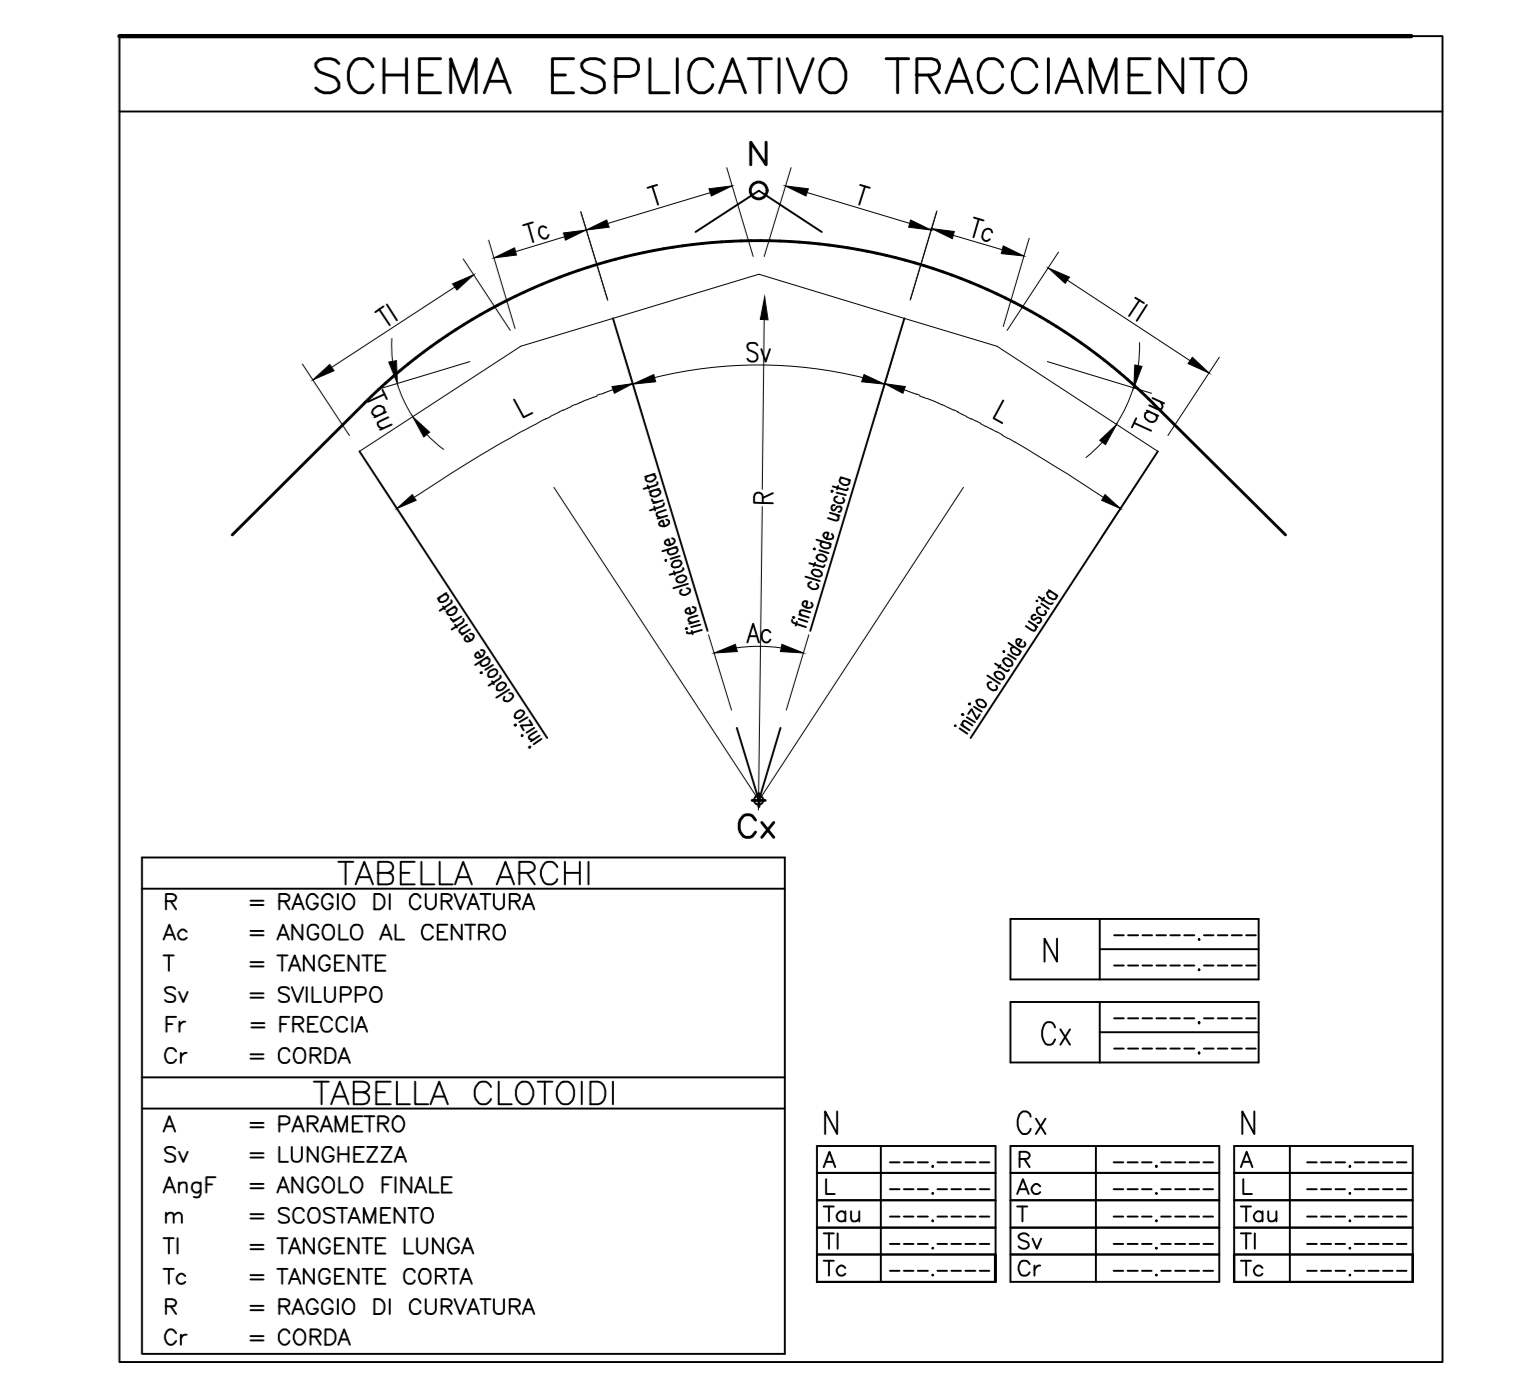 SCHEMA ESPLICATIVO TRACCIAMENTO
N
T
T
Tc
Tc
Tl
Tl
Sv
Tau
Tau
L
L
R
fine clotoide entrata
fine clotoide uscita
inizio clotoide entrata
inizio clotoide uscita
Ac
Cx
TABELLA ARCHI
R = RAGGIO DI CURVATURA
Ac = ANGOLO AL CENTRO
T = TANGENTE
Sv = SVILUPPO
Fr = FRECCIA
Cr = CORDA
TABELLA CLOTOIDI
A = PARAMETRO
Sv = LUNGHEZZA
AngF = ANGOLO FINALE
m = SCOSTAMENTO
Tl = TANGENTE LUNGA
Tc = TANGENTE CORTA
R = RAGGIO DI CURVATURA
Cr = CORDA
N ------.----
------.----
Cx ------.----
------.----
N
A ---.----
L ---.----
Tau ---.----
Tl ---.----
Tc ---.----
Cx
R ---.----
Ac ---.----
T ---.----
Sv ---.----
Cr ---.----
N
A ---.----
L ---.----
Tau ---.----
Tl ---.----
Tc ---.----